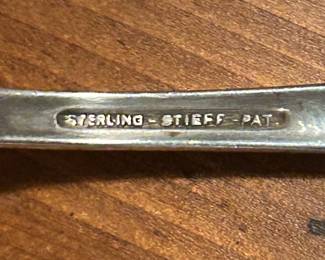 STERLING - STIEFF - PAT.